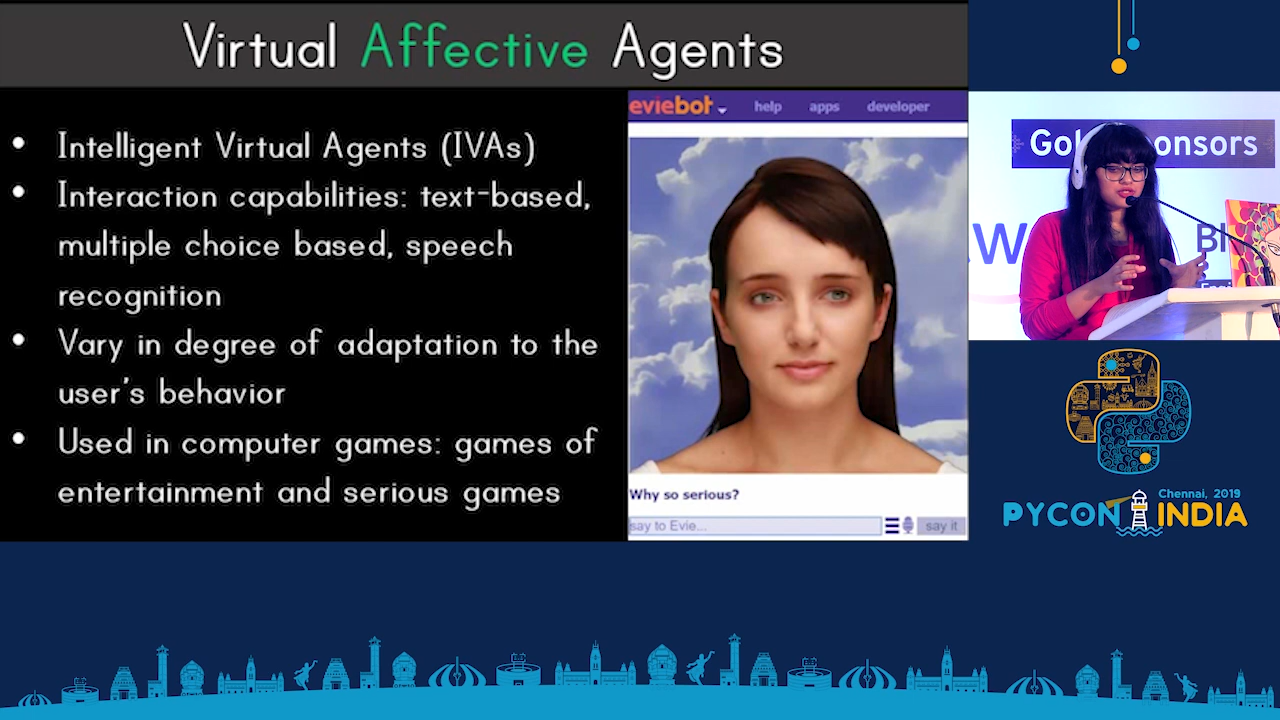 Virtual Affective Agents
• Intelligent Virtual Agents (IVAs)
• Interaction capabilities: text-based,
multiple choice based, speech
recognition
• Vary in degree of adaptation to the
user's behavior
• Used in computer games: games of
entertainment and serious games
eviebot
help apps developer
Why so serious?
say to Evie...
say it
Chennai, 2019
PYCON INDIA